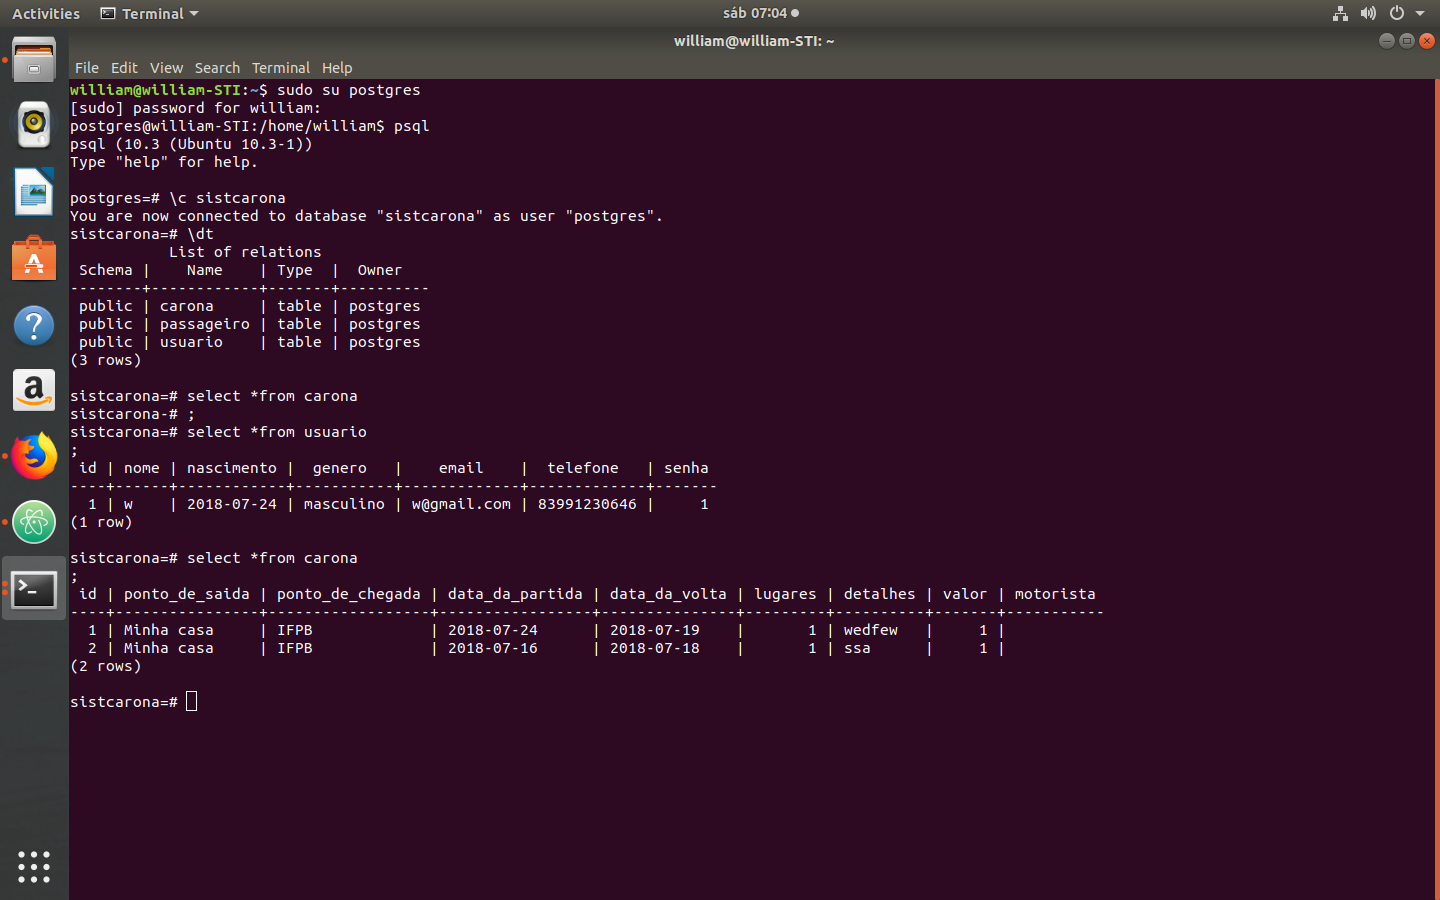 Activities Terminal sáb 07:04
william@william-STI: ~
File Edit View Search Terminal Help
william@william-STI:~$ sudo su postgres
[sudo] password for william:
postgres@william-STI:/home/william$ psql
psql (10.3 (Ubuntu 10.3-1))
Type "help" for help.

postgres=# \c sistcarona
You are now connected to database "sistcarona" as user "postgres".
sistcarona=# \dt
           List of relations
 Schema |    Name    | Type  |  Owner
--------+------------+-------+----------
 public | carona     | table | postgres
 public | passageiro | table | postgres
 public | usuario    | table | postgres
(3 rows)

sistcarona=# select *from carona
sistcarona-# ;
sistcarona=# select *from usuario
;
 id | nome | nascimento |  genero   |    email    |  telefone   | senha
----+------+------------+-----------+-------------+-------------+-------
  1 | w    | 2018-07-24 | masculino | w@gmail.com | 83991230646 |     1
(1 row)

sistcarona=# select *from carona
;
 id | ponto_de_saida | ponto_de_chegada | data_da_partida | data_da_volta | lugares | detalhes | valor | motorista
----+----------------+------------------+-----------------+---------------+---------+----------+-------+-----------
  1 | Minha casa     | IFPB             | 2018-07-24      | 2018-07-19    |       1 | wedfew   |     1 |
  2 | Minha casa     | IFPB             | 2018-07-16      | 2018-07-18    |       1 | ssa      |     1 |
(2 rows)

sistcarona=#